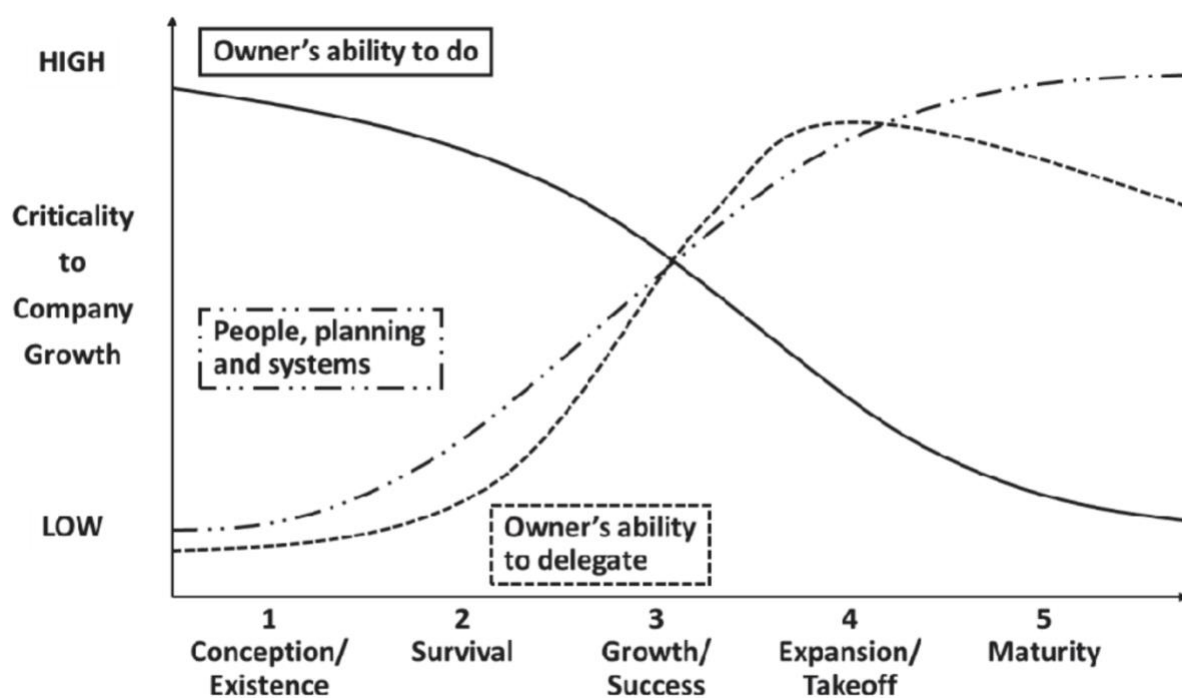 HIGH
Owner's ability to do
Criticality
to
Company
Growth
People, planning
and systems
LOW
Owner's ability
to delegate
1
Conception/
Existence
2
Survival
3
Growth/
Success
4
Expansion/
Takeoff
5
Maturity